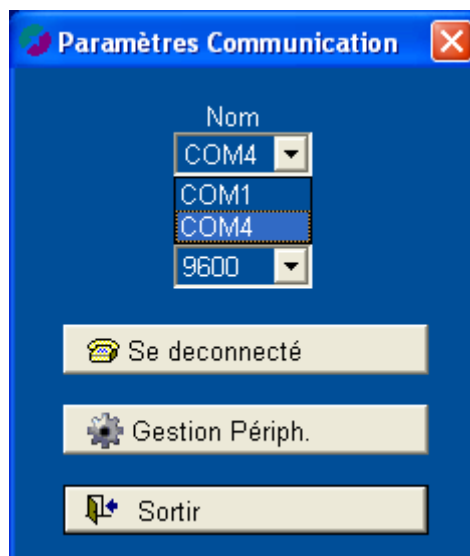 Paramètres Communication
Nom
COM4
COM1
COM4
9600
Se deconnecté
Gestion Périph.
Sortir